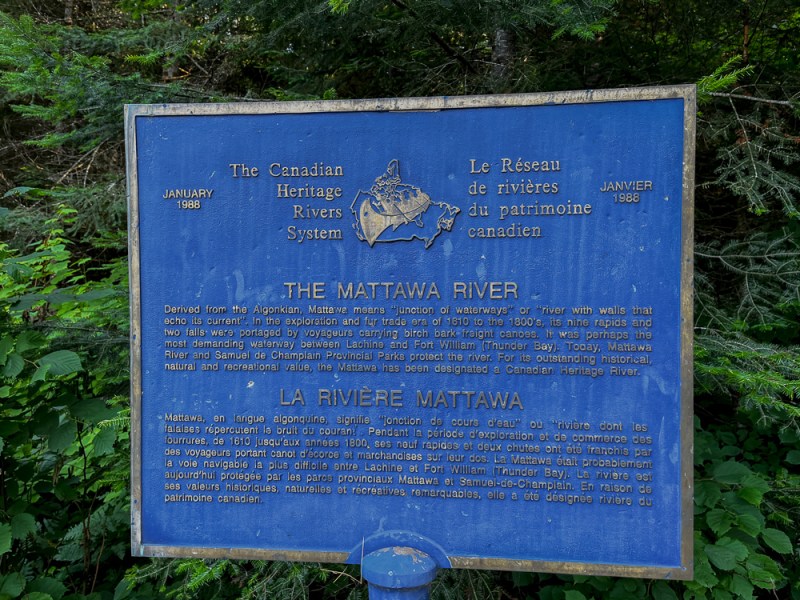 JANUARY
1988
The Canadian
Heritage
Rivers
System
Le Réseau
de rivières
du patrimoine
canadien
JANVIER
1988
THE MATTAWA RIVER
Derived from the Algonkian, Mattawa means "junction of waterways" or "river with walls that
echo its current". In the exploration and fur trade era of 1610 to the 1800's, its nine rapids and
two falls were portaged by voyageurs carrying birch bark freight canoes. It was perhaps the
most demanding waterway between Lachine and Fort William (Thunder Bay). Today, Mattawa
River and Samuel de Champlain Provincial Parks protect the river. For its outstanding historical,
natural and recreational value, the Mattawa has been designated a Canadian Heritage River.
LA RIVIÈRE MATTAWA
Mattawa, en langue algonquine, signifie "jonction de cours d'eau" ou "rivière dont les
falaises répercutent le bruit du courant". Pendant la période d'exploration et de commerce des
fourrures, de 1610 jusqu'aux années 1800, ses neuf rapides et deux chutes ont été franchis par
des voyageurs portant canot d'écorce et marchandises sur leur dos. La Mattawa était probablement
la voie navigable la plus difficile entre Lachine et Fort William (Thunder Bay). La rivière est
aujourd'hui protégée par les parcs provinciaux Mattawa et Samuel-de-Champlain. En raison de
ses valeurs historiques, naturelles et récréatives remarquables, elle a été désignée rivière du
patrimoine canadien.